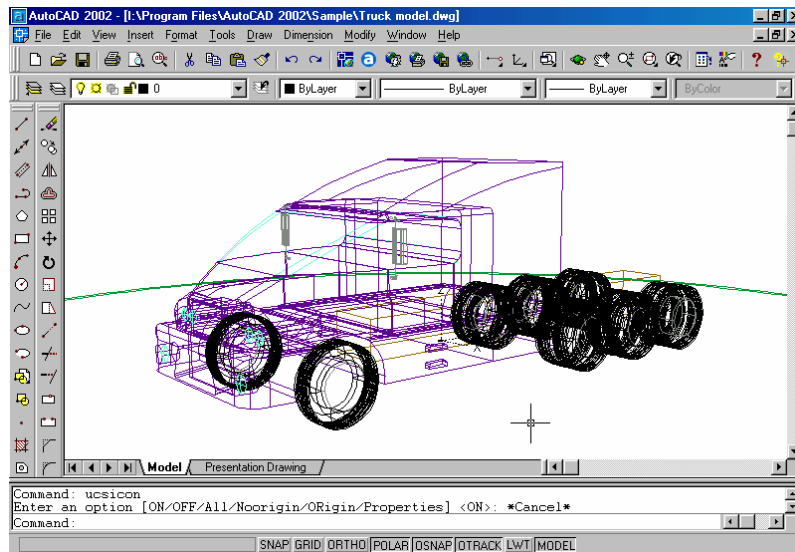 AutoCAD 2002 - [I:\Program Files\AutoCAD 2002\Sample\Truck model.dwg]
File Edit View Insert Format Tools Draw Dimension Modify Window Help
0 ByLayer ByLayer ByLayer ByColor
Model Presentation Drawing
Command: ucsicon
Enter an option [ON/OFF/All/Noorigin/ORigin/Properties] <ON>: *Cancel*
Command:
SNAP GRID ORTHO POLAR OSNAP OTRACK LWT MODEL